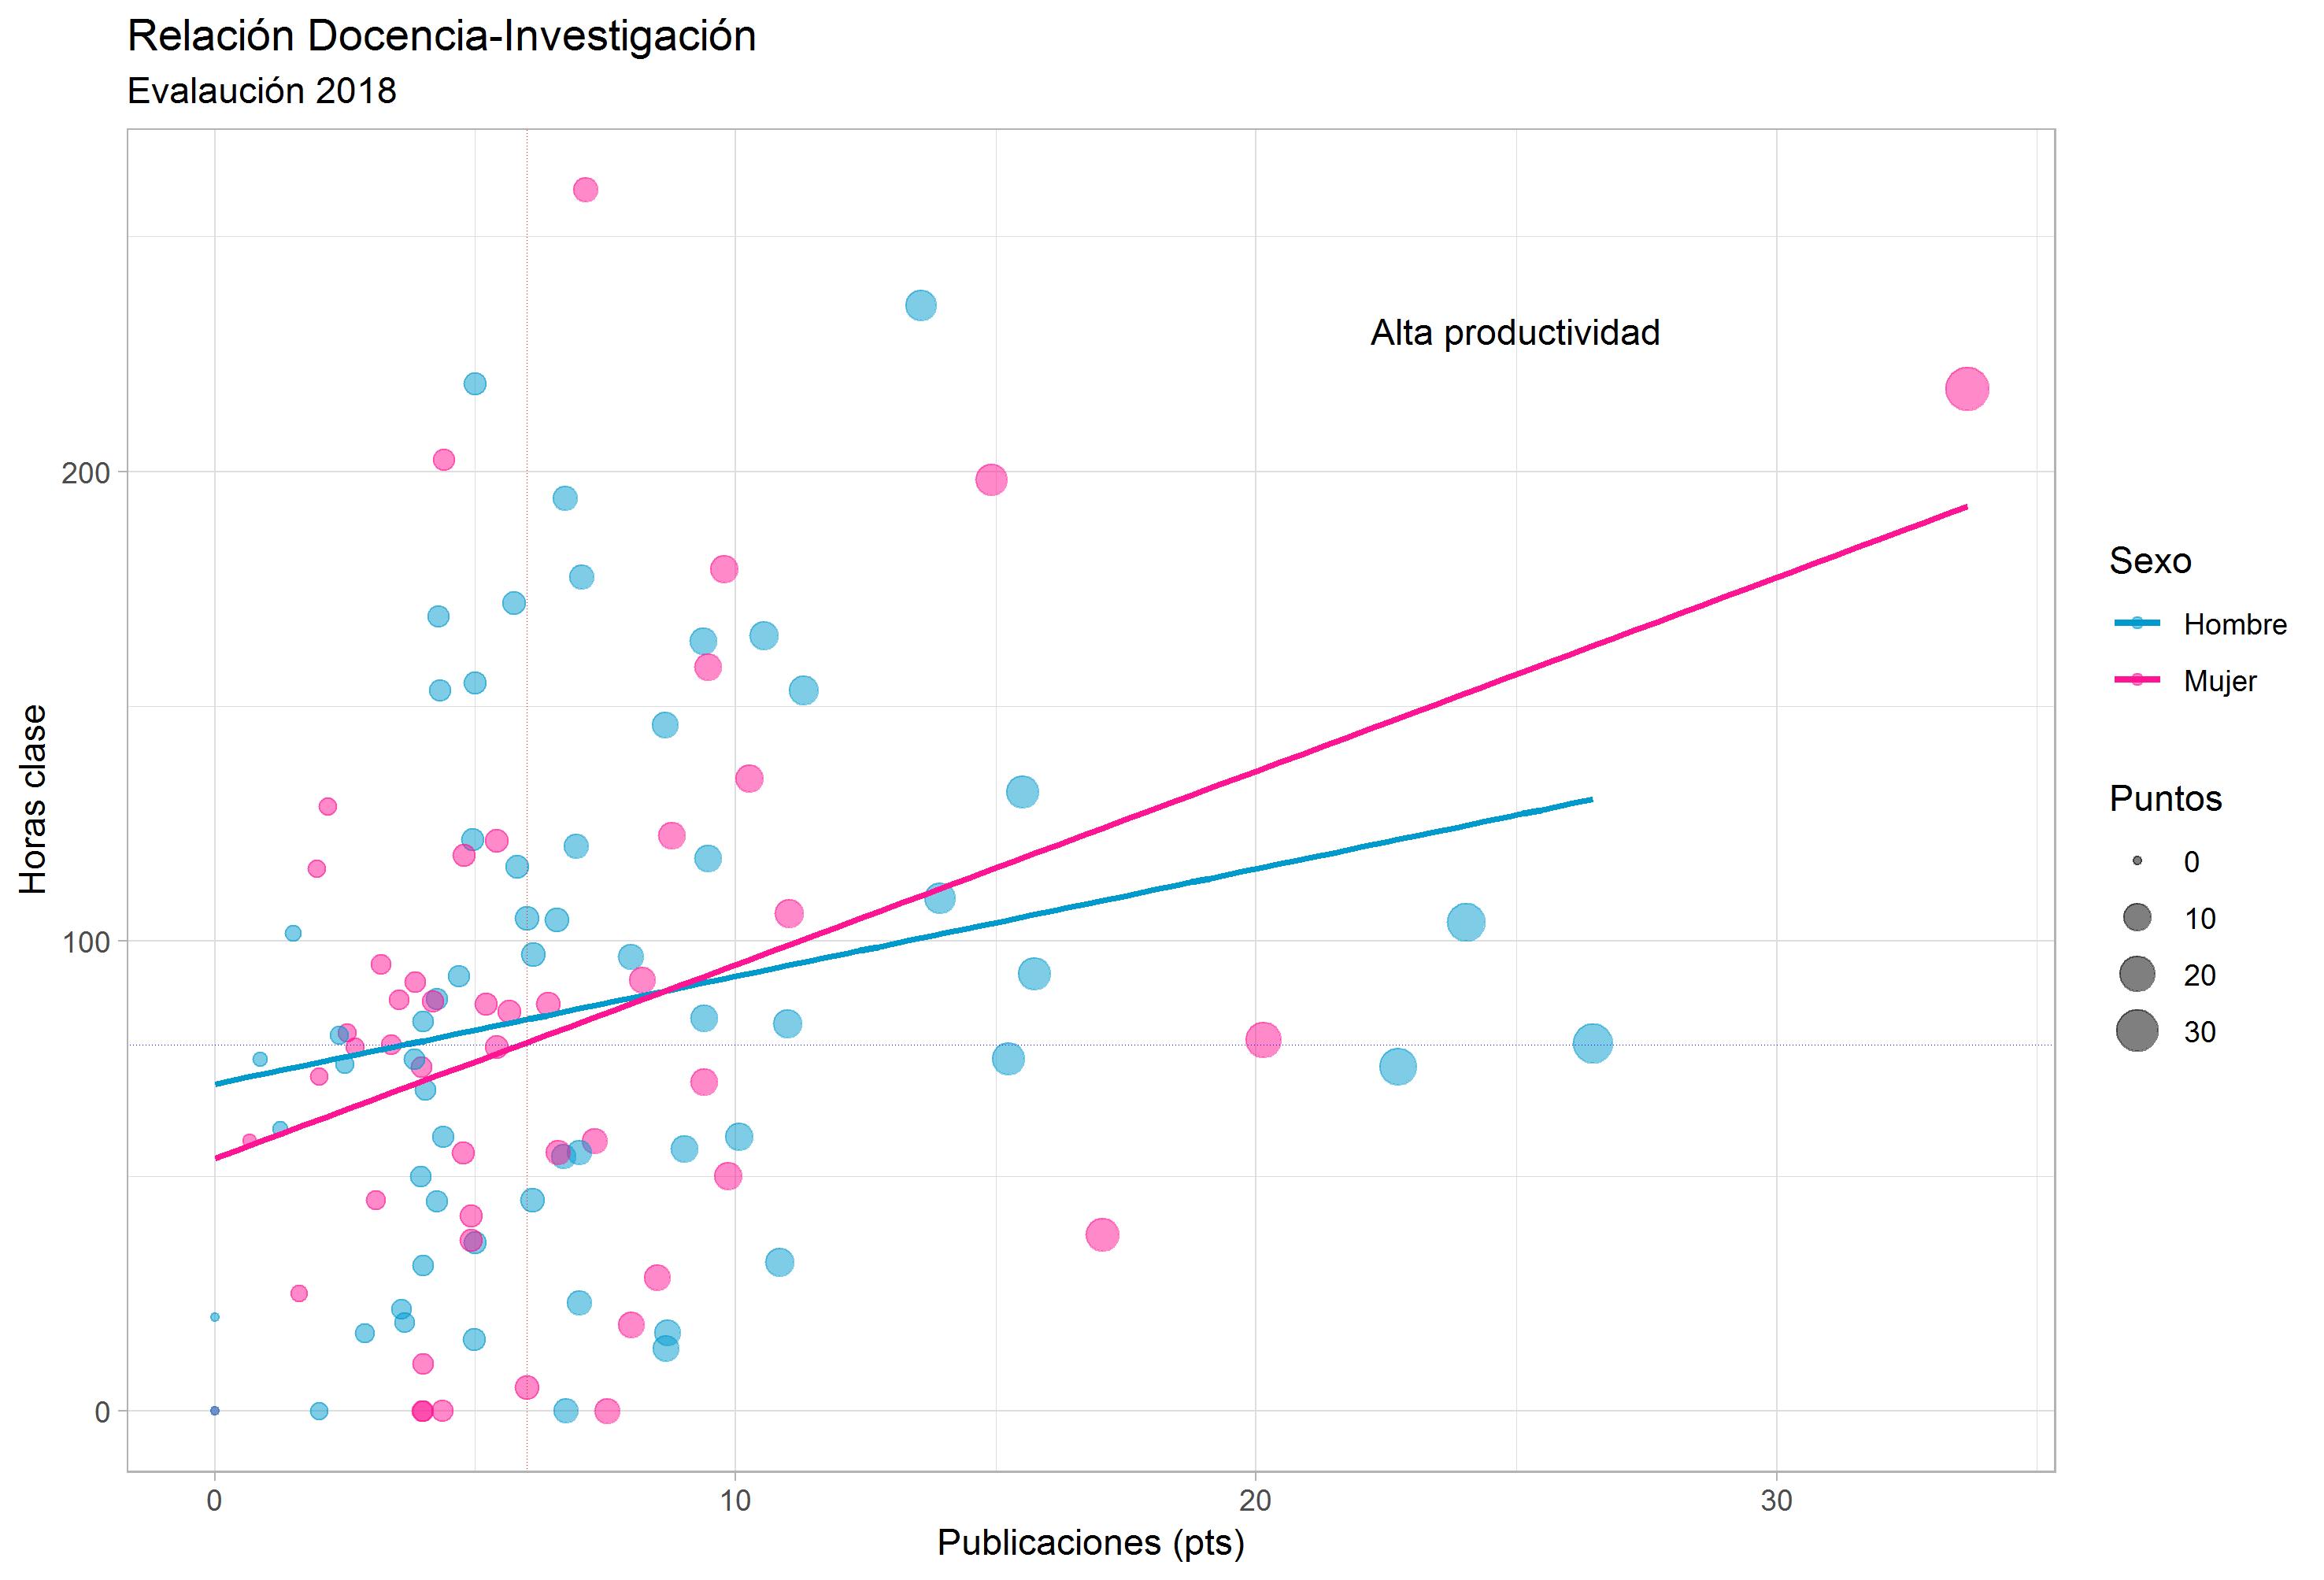 Relación Docencia-Investigación
Evalaución 2018
Alta productividad
Horas clase
200
100
0
0
10
20
30
Publicaciones (pts)
Sexo
Hombre
Mujer
Puntos
0
10
20
30